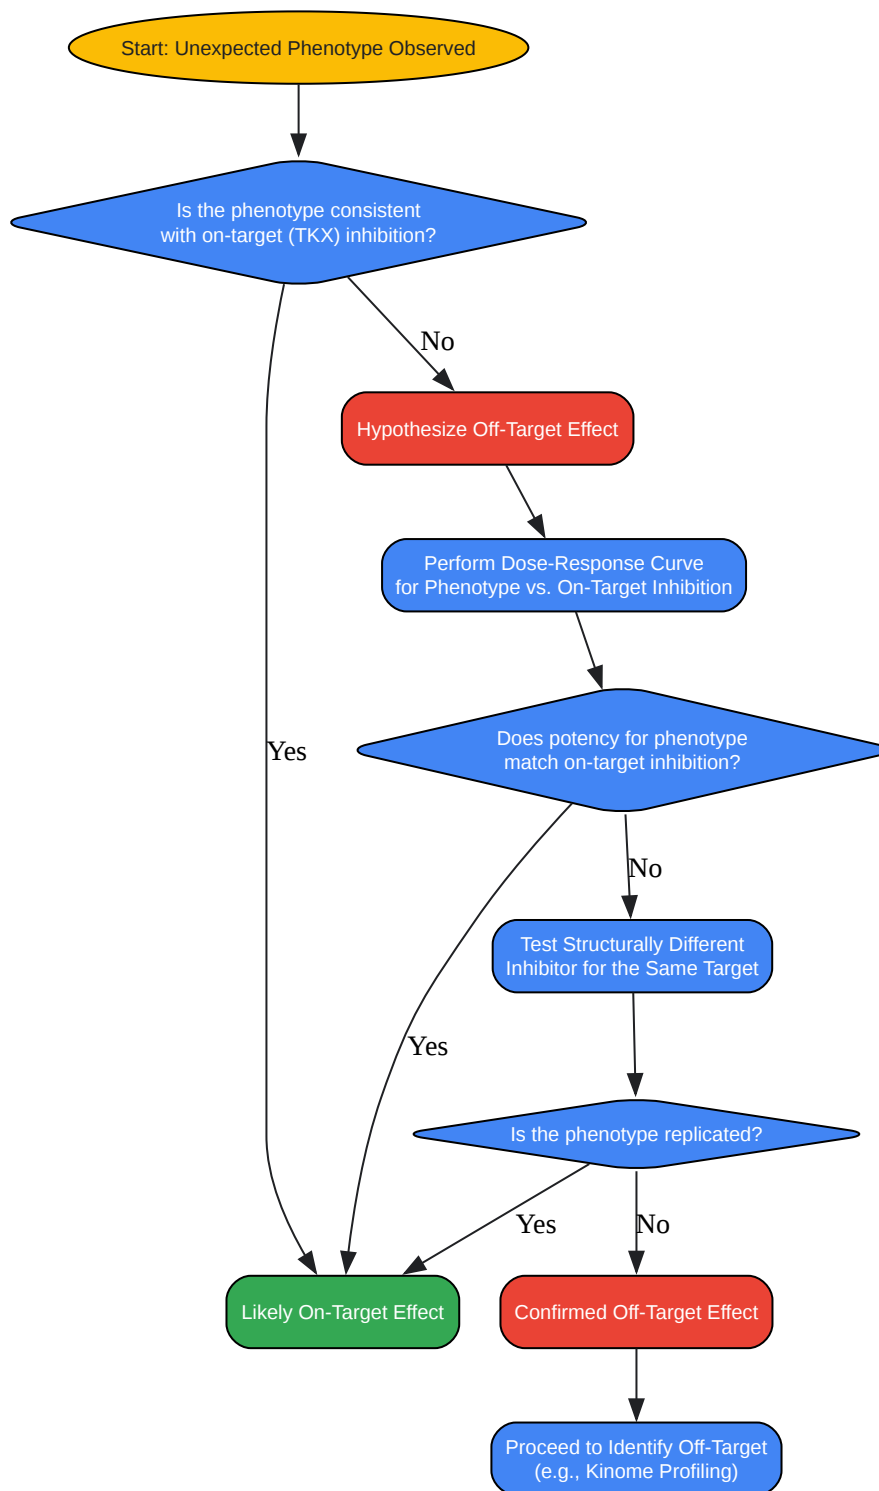 Start: Unexpected Phenotype Observed
Is the phenotype consistent
with on-target (TKX) inhibition?
No
Hypothesize Off-Target Effect
Perform Dose-Response Curve
for Phenotype vs. On-Target Inhibition
Does potency for phenotype
match on-target inhibition?
Yes
No
Test Structurally Different
Inhibitor for the Same Target
Yes
Is the phenotype replicated?
Yes
No
Likely On-Target Effect
Confirmed Off-Target Effect
Proceed to Identify Off-Target
(e.g., Kinome Profiling)